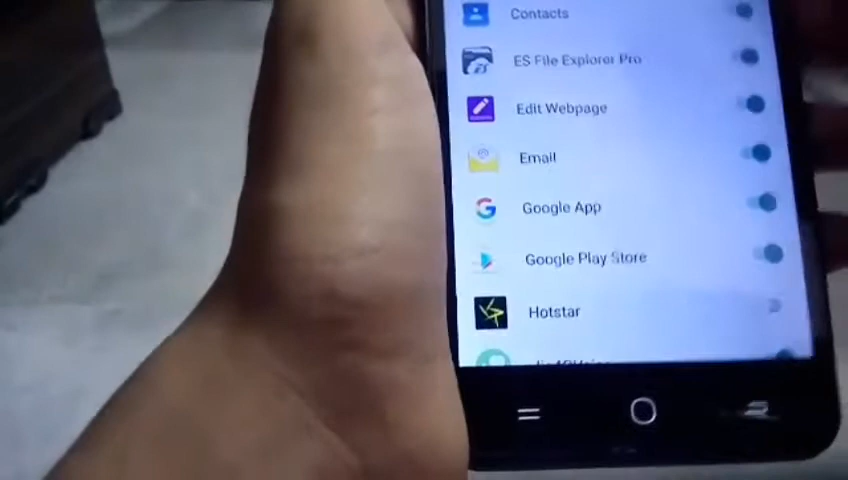 Contacts
ES File Explorer Pro
Edit Webpage
Email
Google App
Google Play Store
Hotstar